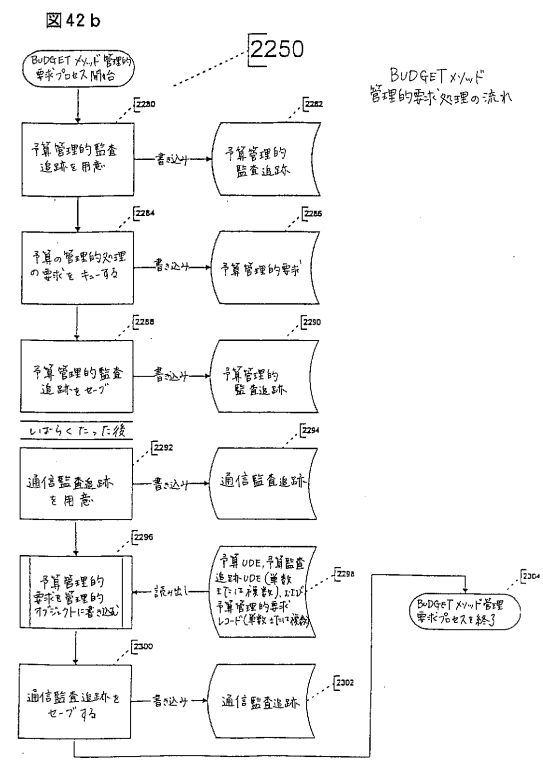 図42b
BUDGETメソッド管理的
要求プロセス開始
2250
BUDGETメソッド
管理的要求処理の流れ
2280
予算管理的監査
追跡を用意
書き込み
2282
予算管理的
監査追跡
2284
予算の管理的処理
の要求をキューする
書き込み
2286
予算管理的要求
2288
予算管理的監査
追跡をセーブ
書き込み
2290
予算管理的
監査追跡
しばらくたった後
2292
通信監査追跡
を用意
書き込み
2294
通信監査追跡
2296
予算管理的
要求を管理的
オブジェクトに書き込む
読み出し
2298
予算UDE,予算監査
追跡UDE(単数
または複数),および
予算管理的要求
レコード(単数または複数)
2300
通信監査追跡を
セーブする
書き込み
2302
通信監査追跡
2304
BUDGETメソッド管理
要求プロセスを終了